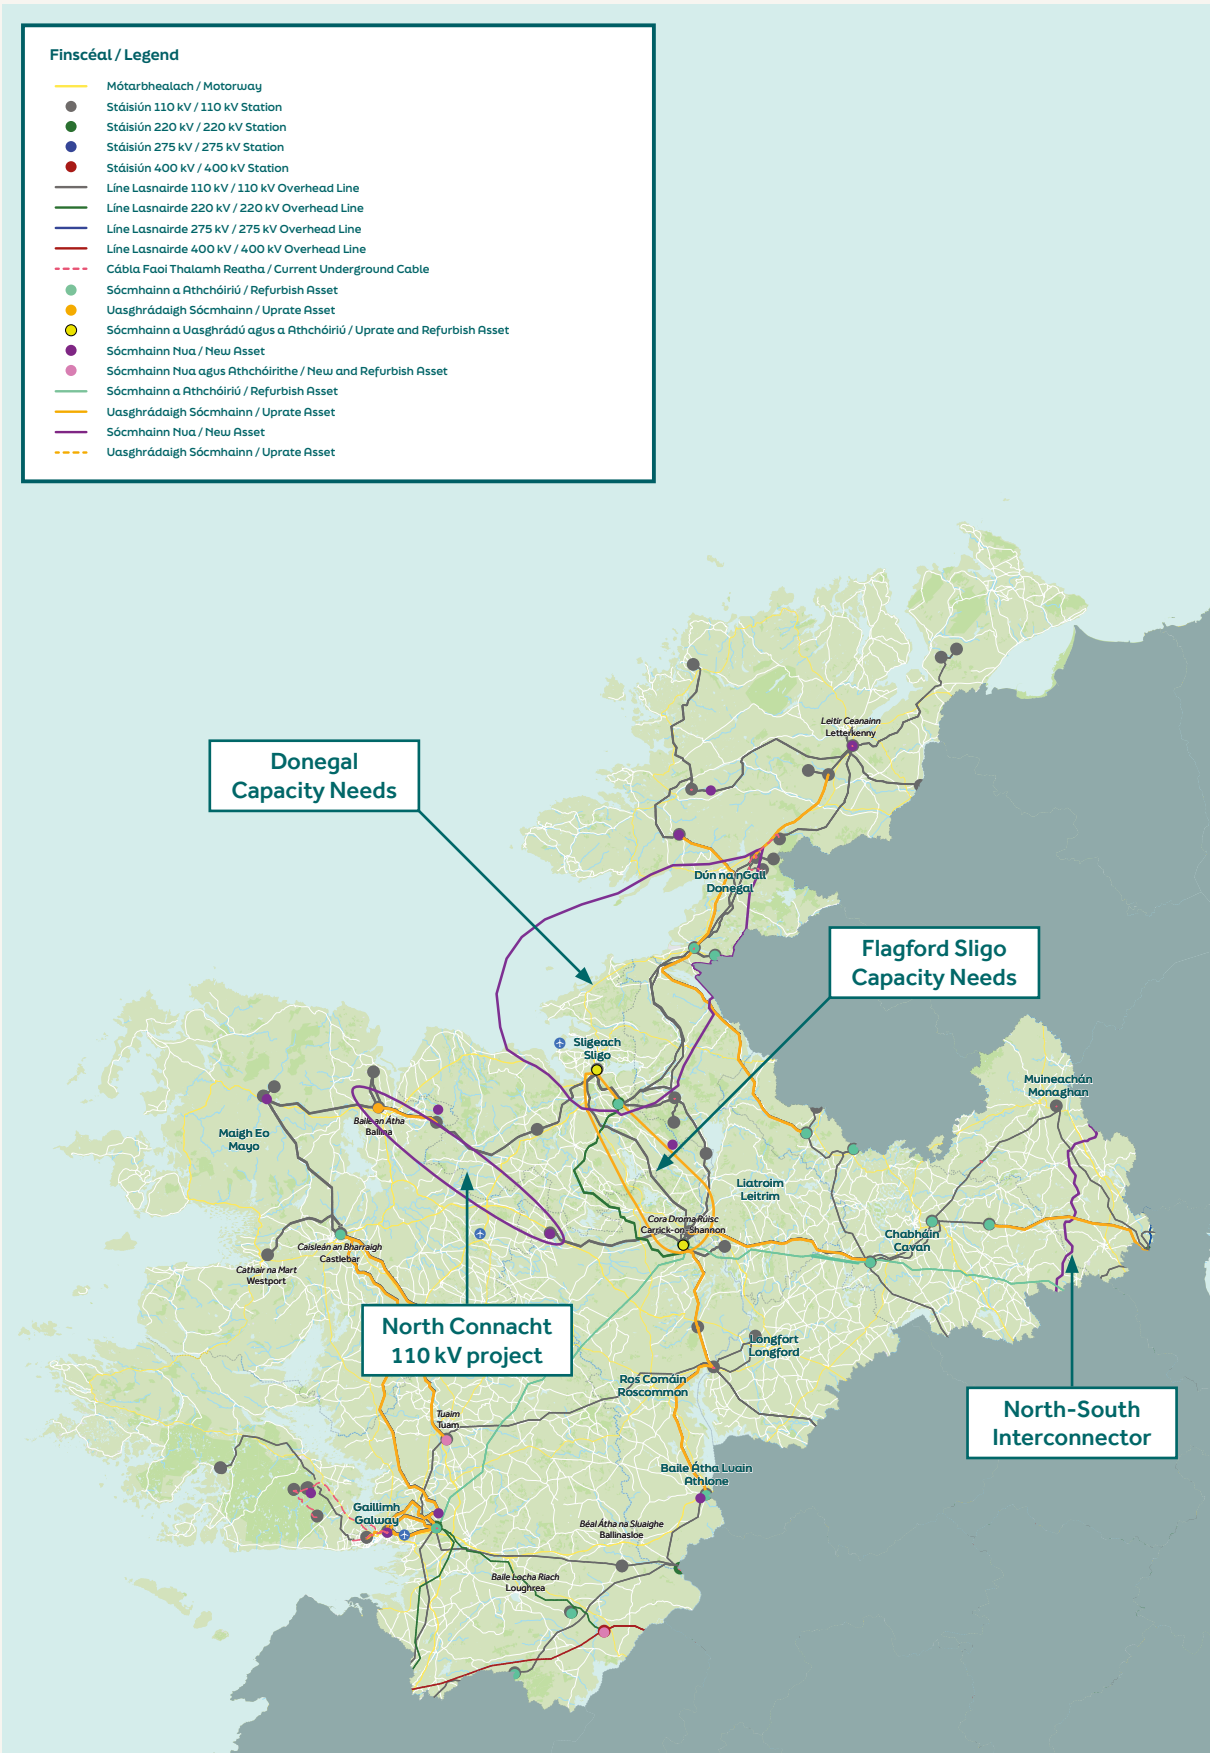 Finscéal / Legend
Mótarbhealach / Motorway
Stáisiún 110 kV / 110 kV Station
Stáisiún 220 kV / 220 kV Station
Stáisiún 275 kV / 275 kV Station
Stáisiún 400 kV / 400 kV Station
Líne Lasnairde 110 kV / 110 kV Overhead Line
Líne Lasnairde 220 kV / 220 kV Overhead Line
Líne Lasnairde 275 kV / 275 kV Overhead Line
Líne Lasnairde 400 kV / 400 kV Overhead Line
Cábla Faoi Thalamh Reatha / Current Underground Cable
Sócmhainn a Athchóiriú / Refurbish Asset
Uasghrádaigh Sócmhainn / Uprate Asset
Sócmhainn a Uasghrádú agus a Athchóiriú / Uprate and Refurbish Asset
Sócmhainn Nua / New Asset
Sócmhainn Nua agus Athchóirithe / New and Refurbish Asset
Sócmhainn a Athchóiriú / Refurbish Asset
Uasghrádaigh Sócmhainn / Uprate Asset
Sócmhainn Nua / New Asset
Uasghrádaigh Sócmhainn / Uprate Asset
Leitir Ceanainn
Letterkenny
Donegal
Capacity Needs
Dún na nGall
Donegal
Flagford Sligo
Capacity Needs
Sligeach
Sligo
Muineachán
Monaghan
Baile an Átha
Ballina
Maigh Eo
Mayo
Liatroim
Leitrim
Cora Droma Rúisc
Carrick-on-Shannon
Chabháin
Cavan
Caisleán an Bharraigh
Castlebar
Cathair na Mart
Westport
North Connacht
110 kV project
Longfort
Longford
Ros Comáin
Roscommon
North-South
Interconnector
Tuaim
Tuam
Baile Átha Luain
Athlone
Gaillimh
Galway
Béal Átha na Sluaighe
Ballinasloe
Baile Locha Riach
Loughrea